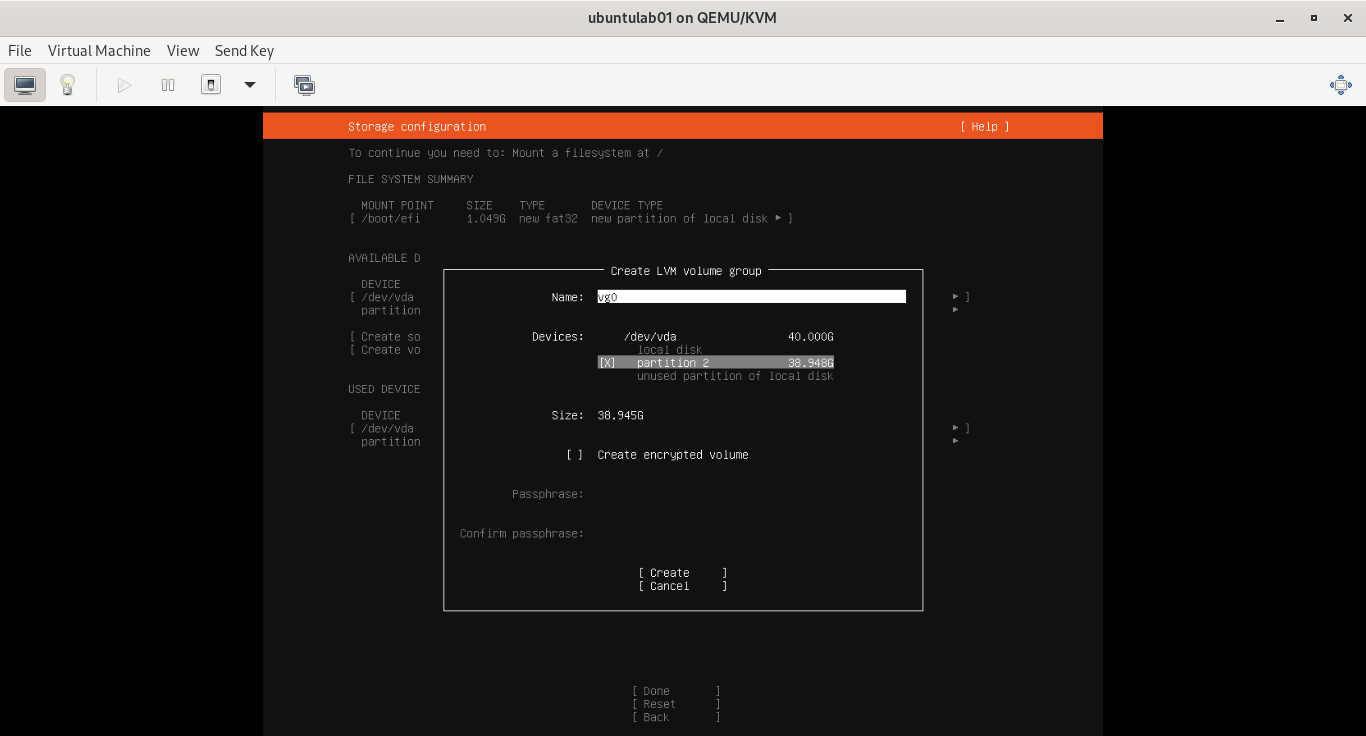 ubuntulab01 on QEMU/KVM
File Virtual Machine View Send Key
Storage configuration [ Help ]
To continue you need to: Mount a filesystem at /
FILE SYSTEM SUMMARY
MOUNT POINT SIZE TYPE DEVICE TYPE
[ /boot/efi 1.049G new fat32 new partition of local disk ▸ ]
AVAILABLE D
DEVICE
[ /dev/vda ▸ ]
partition ▸
[ Create so
[ Create vo
USED DEVICE
DEVICE
[ /dev/vda ▸ ]
partition ▸
Create LVM volume group
Name: vg0
Devices: /dev/vda 40.000G
local disk
[X] partition 2 38.948G
unused partition of local disk
Size: 38.945G
[ ] Create encrypted volume
Passphrase:
Confirm passphrase:
[ Create ]
[ Cancel ]
[ Done ]
[ Reset ]
[ Back ]